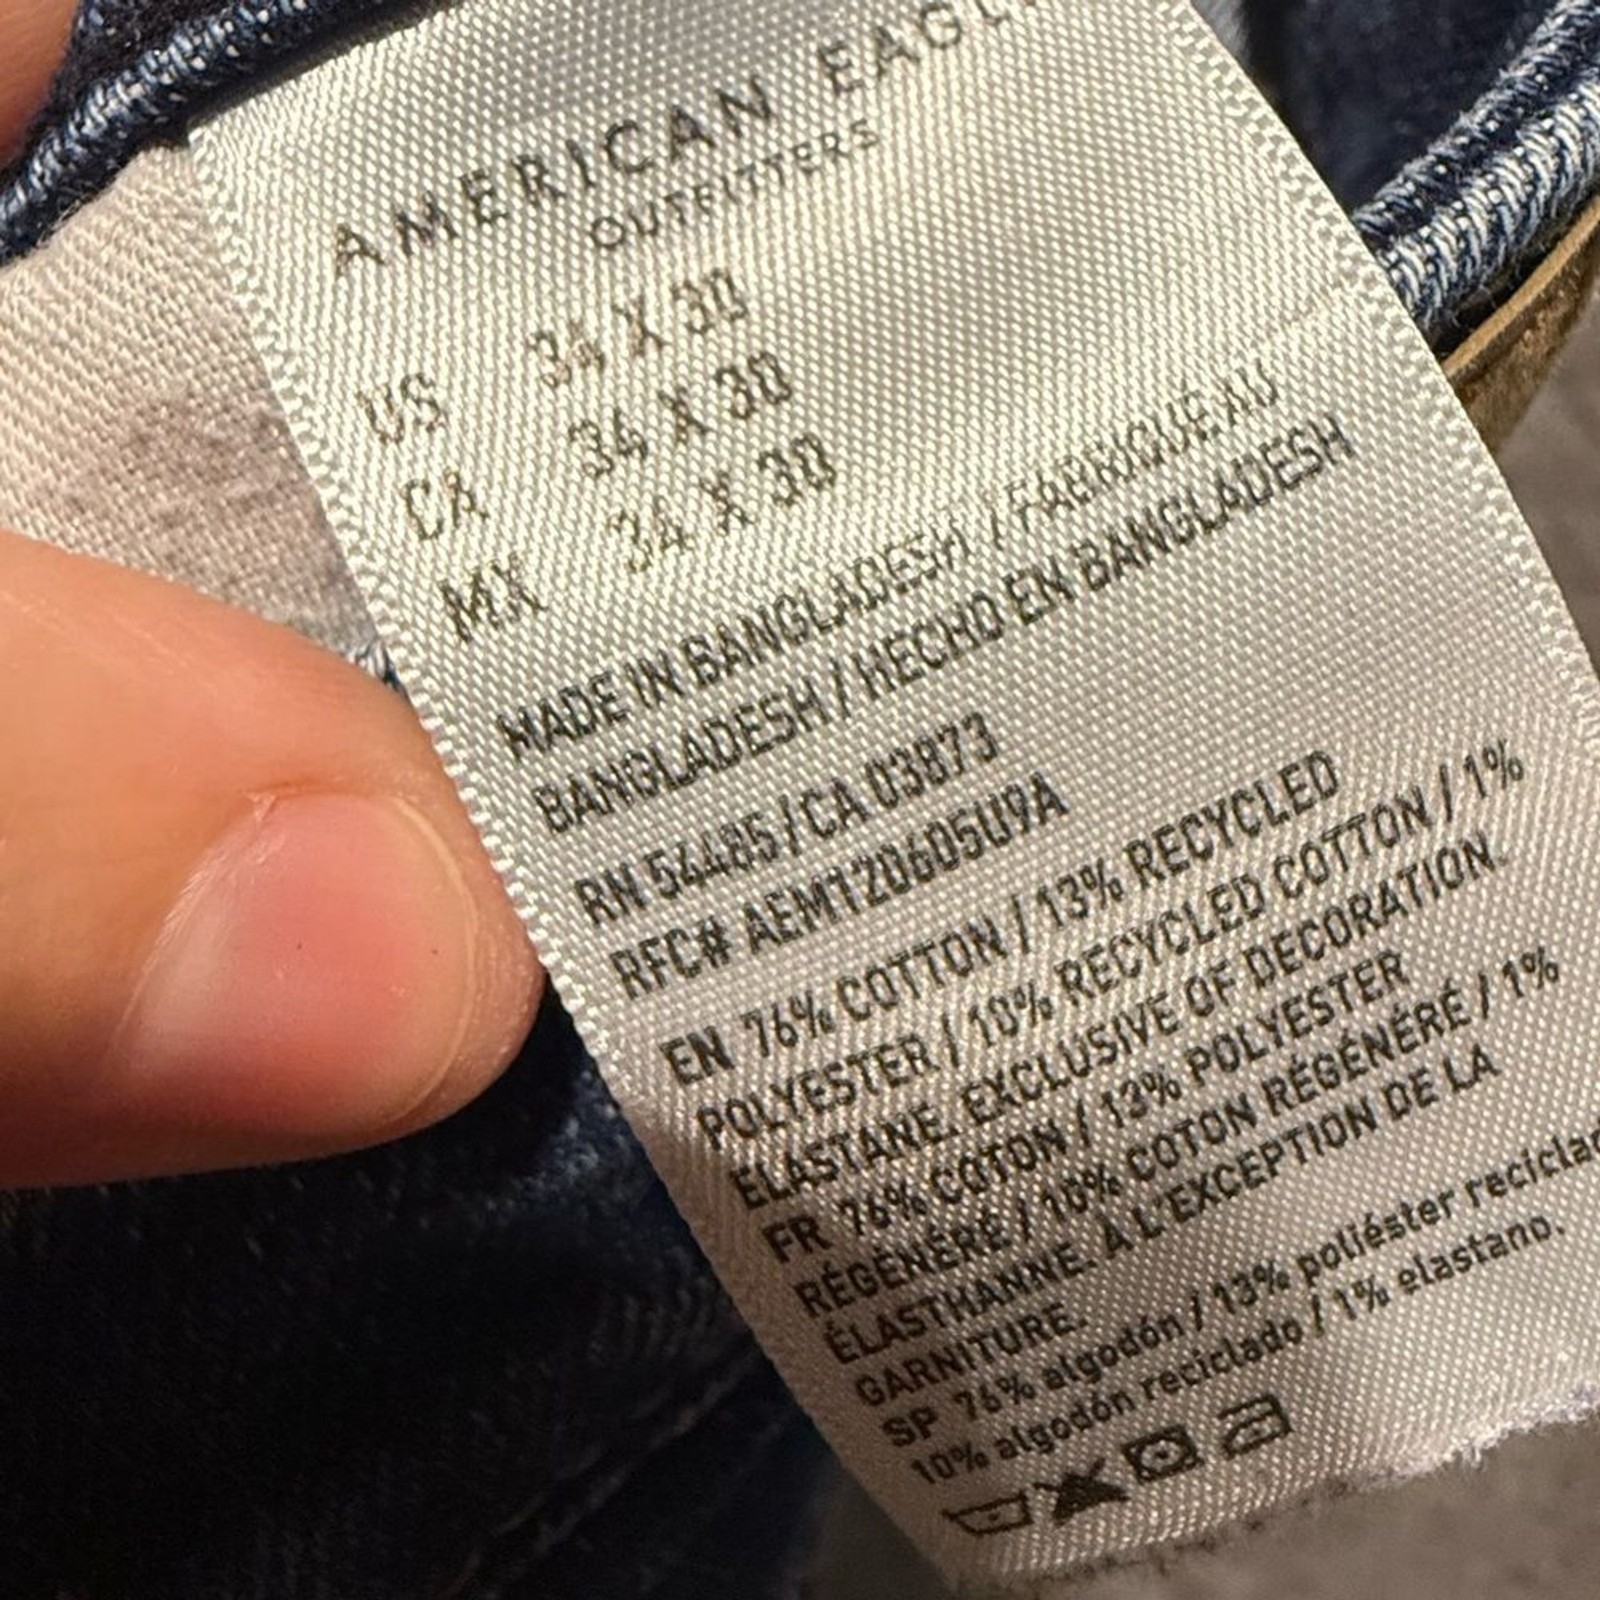 AMERICAN EAGL
OUTFITTERS
US 34 X 30
CA 34 X 30
MX 34 X 30
MADE IN BANGLADESH / FABRIQUÉ AU
BANGLADESH / HECHO EN BANGLADESH
RN 54485 / CA 03873
RFC# AEM120605U9A
EN 76% COTTON / 13% RECYCLED
POLYESTER / 10% RECYCLED COTTON / 1%
ELASTANE. EXCLUSIVE OF DECORATION.
FR 76% COTON / 13% POLYESTER
RÉGÉNÉRÉ / 10% COTON RÉGÉNÉRÉ / 1%
ÉLASTHANNE. À L'EXCEPTION DE LA
GARNITURE.
SP 76% algodón / 13% poliéster reciclad
10% algodón reciclado / 1% elastano.